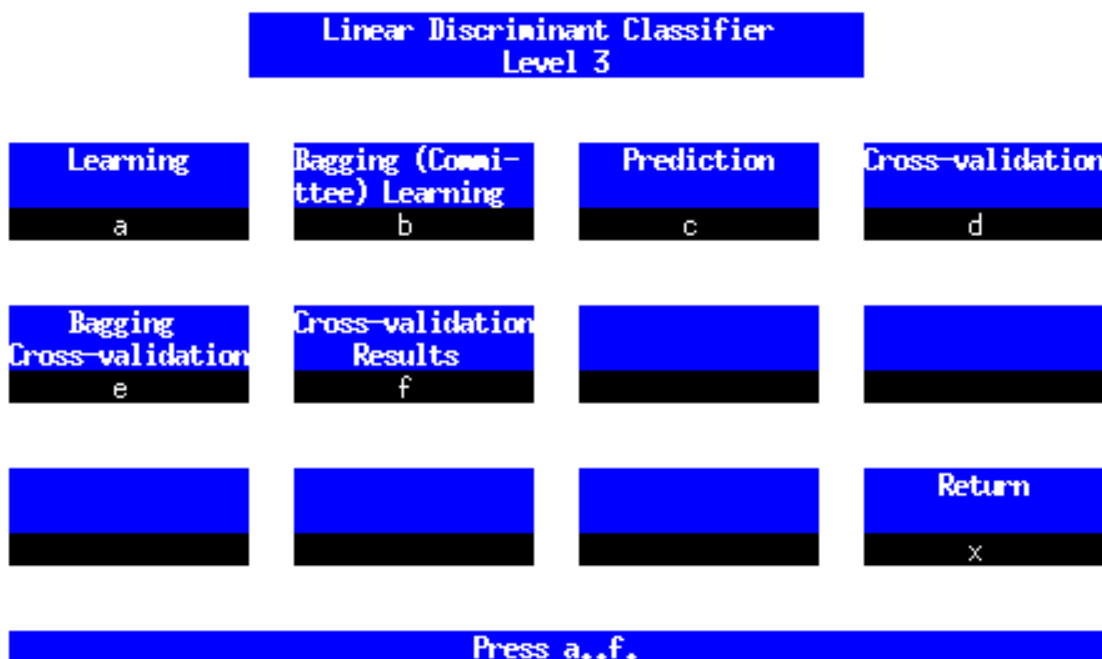 Linear Discriminant Classifier
Level 3
Learning
a
Bagging (Commi-
ttee) Learning
b
Prediction
c
Cross-validation
d
Bagging
Cross-validation
e
Cross-validation
Results
f
Return
x
Press a..f.